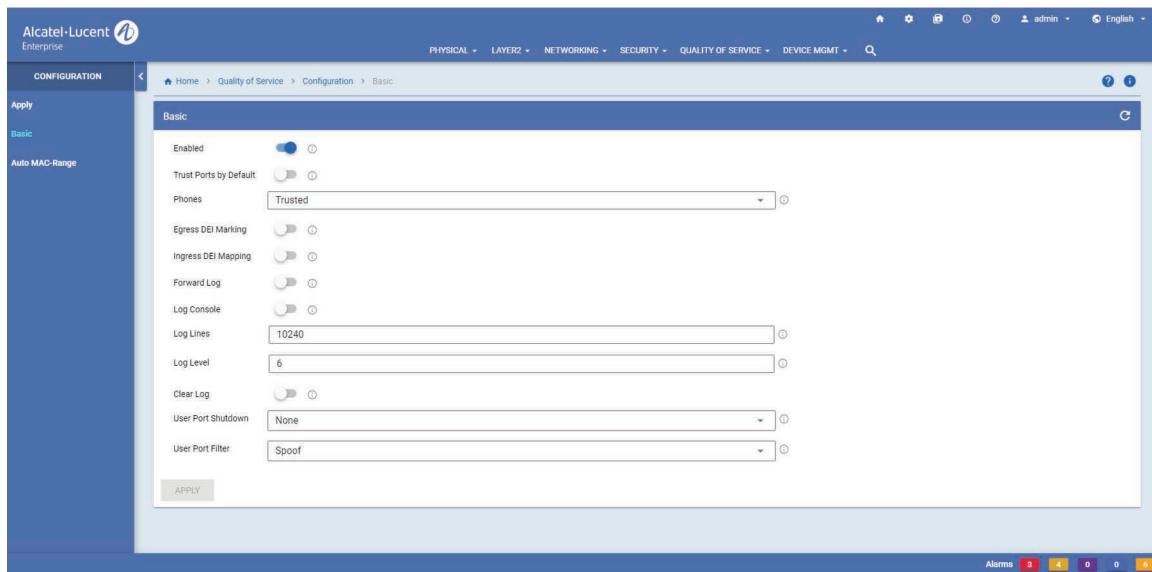 Alcatel·Lucent
Enterprise
admin
English
PHYSICAL LAYER2 NETWORKING SECURITY QUALITY OF SERVICE DEVICE MGMT
CONFIGURATION
Home > Quality of Service > Configuration > Basic
Apply
Basic
Auto MAC-Range
Basic
Enabled
Trust Ports by Default
Phones Trusted
Egress DEI Marking
Ingress DEI Mapping
Forward Log
Log Console
Log Lines 10240
Log Level 6
Clear Log
User Port Shutdown None
User Port Filter Spoof
APPLY
Alarms 3 4 0 0 6